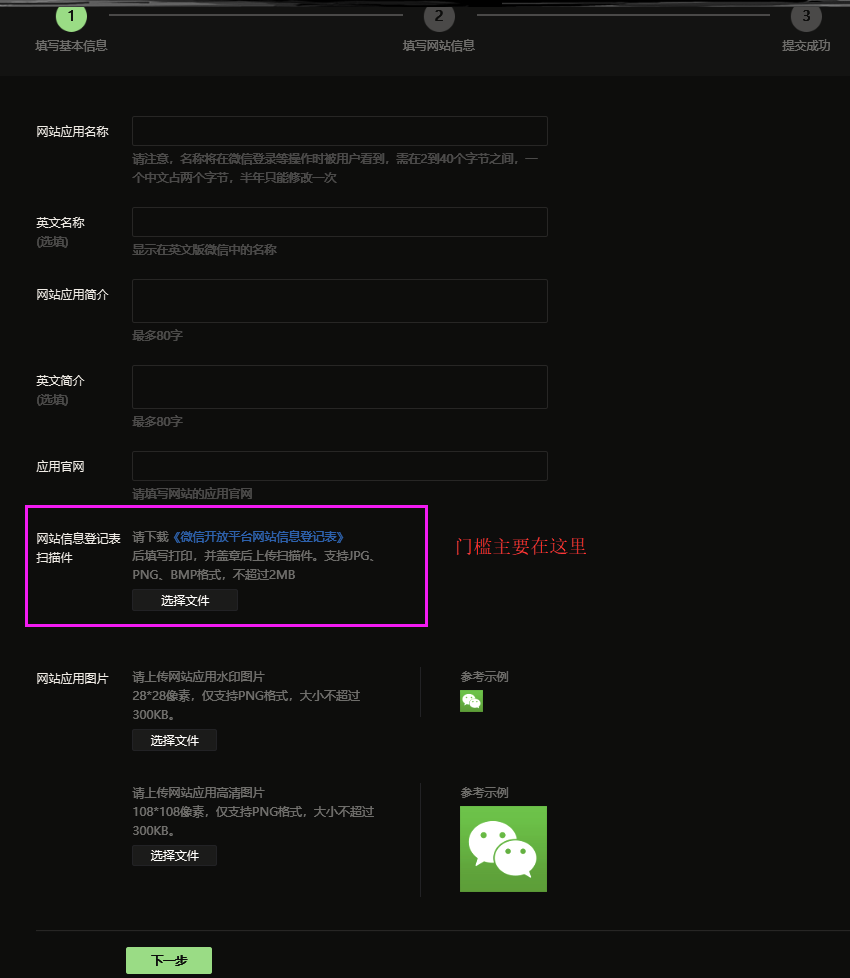 1
2
3
填写基本信息
填写网站信息
提交成功
网站应用名称
请注意，名称将在微信登录等操作时被用户看到，需在2到40个字节之间，一
个中文占两个字节，半年只能修改一次
英文名称
(选填)
显示在英文版微信中的名称
网站应用简介
最多80字
英文简介
(选填)
最多80字
应用官网
请填写网站的应用官网
网站信息登记表
扫描件
请下载《微信开放平台网站信息登记表》
后填写打印，并盖章后上传扫描件。支持JPG、
PNG、BMP格式，不超过2MB
选择文件
门槛主要在这里
网站应用图片
请上传网站应用水印图片
28*28像素，仅支持PNG格式，大小不超过
300KB。
选择文件
参考示例
请上传网站应用高清图片
108*108像素，仅支持PNG格式，大小不超过
300KB。
选择文件
参考示例
下一步